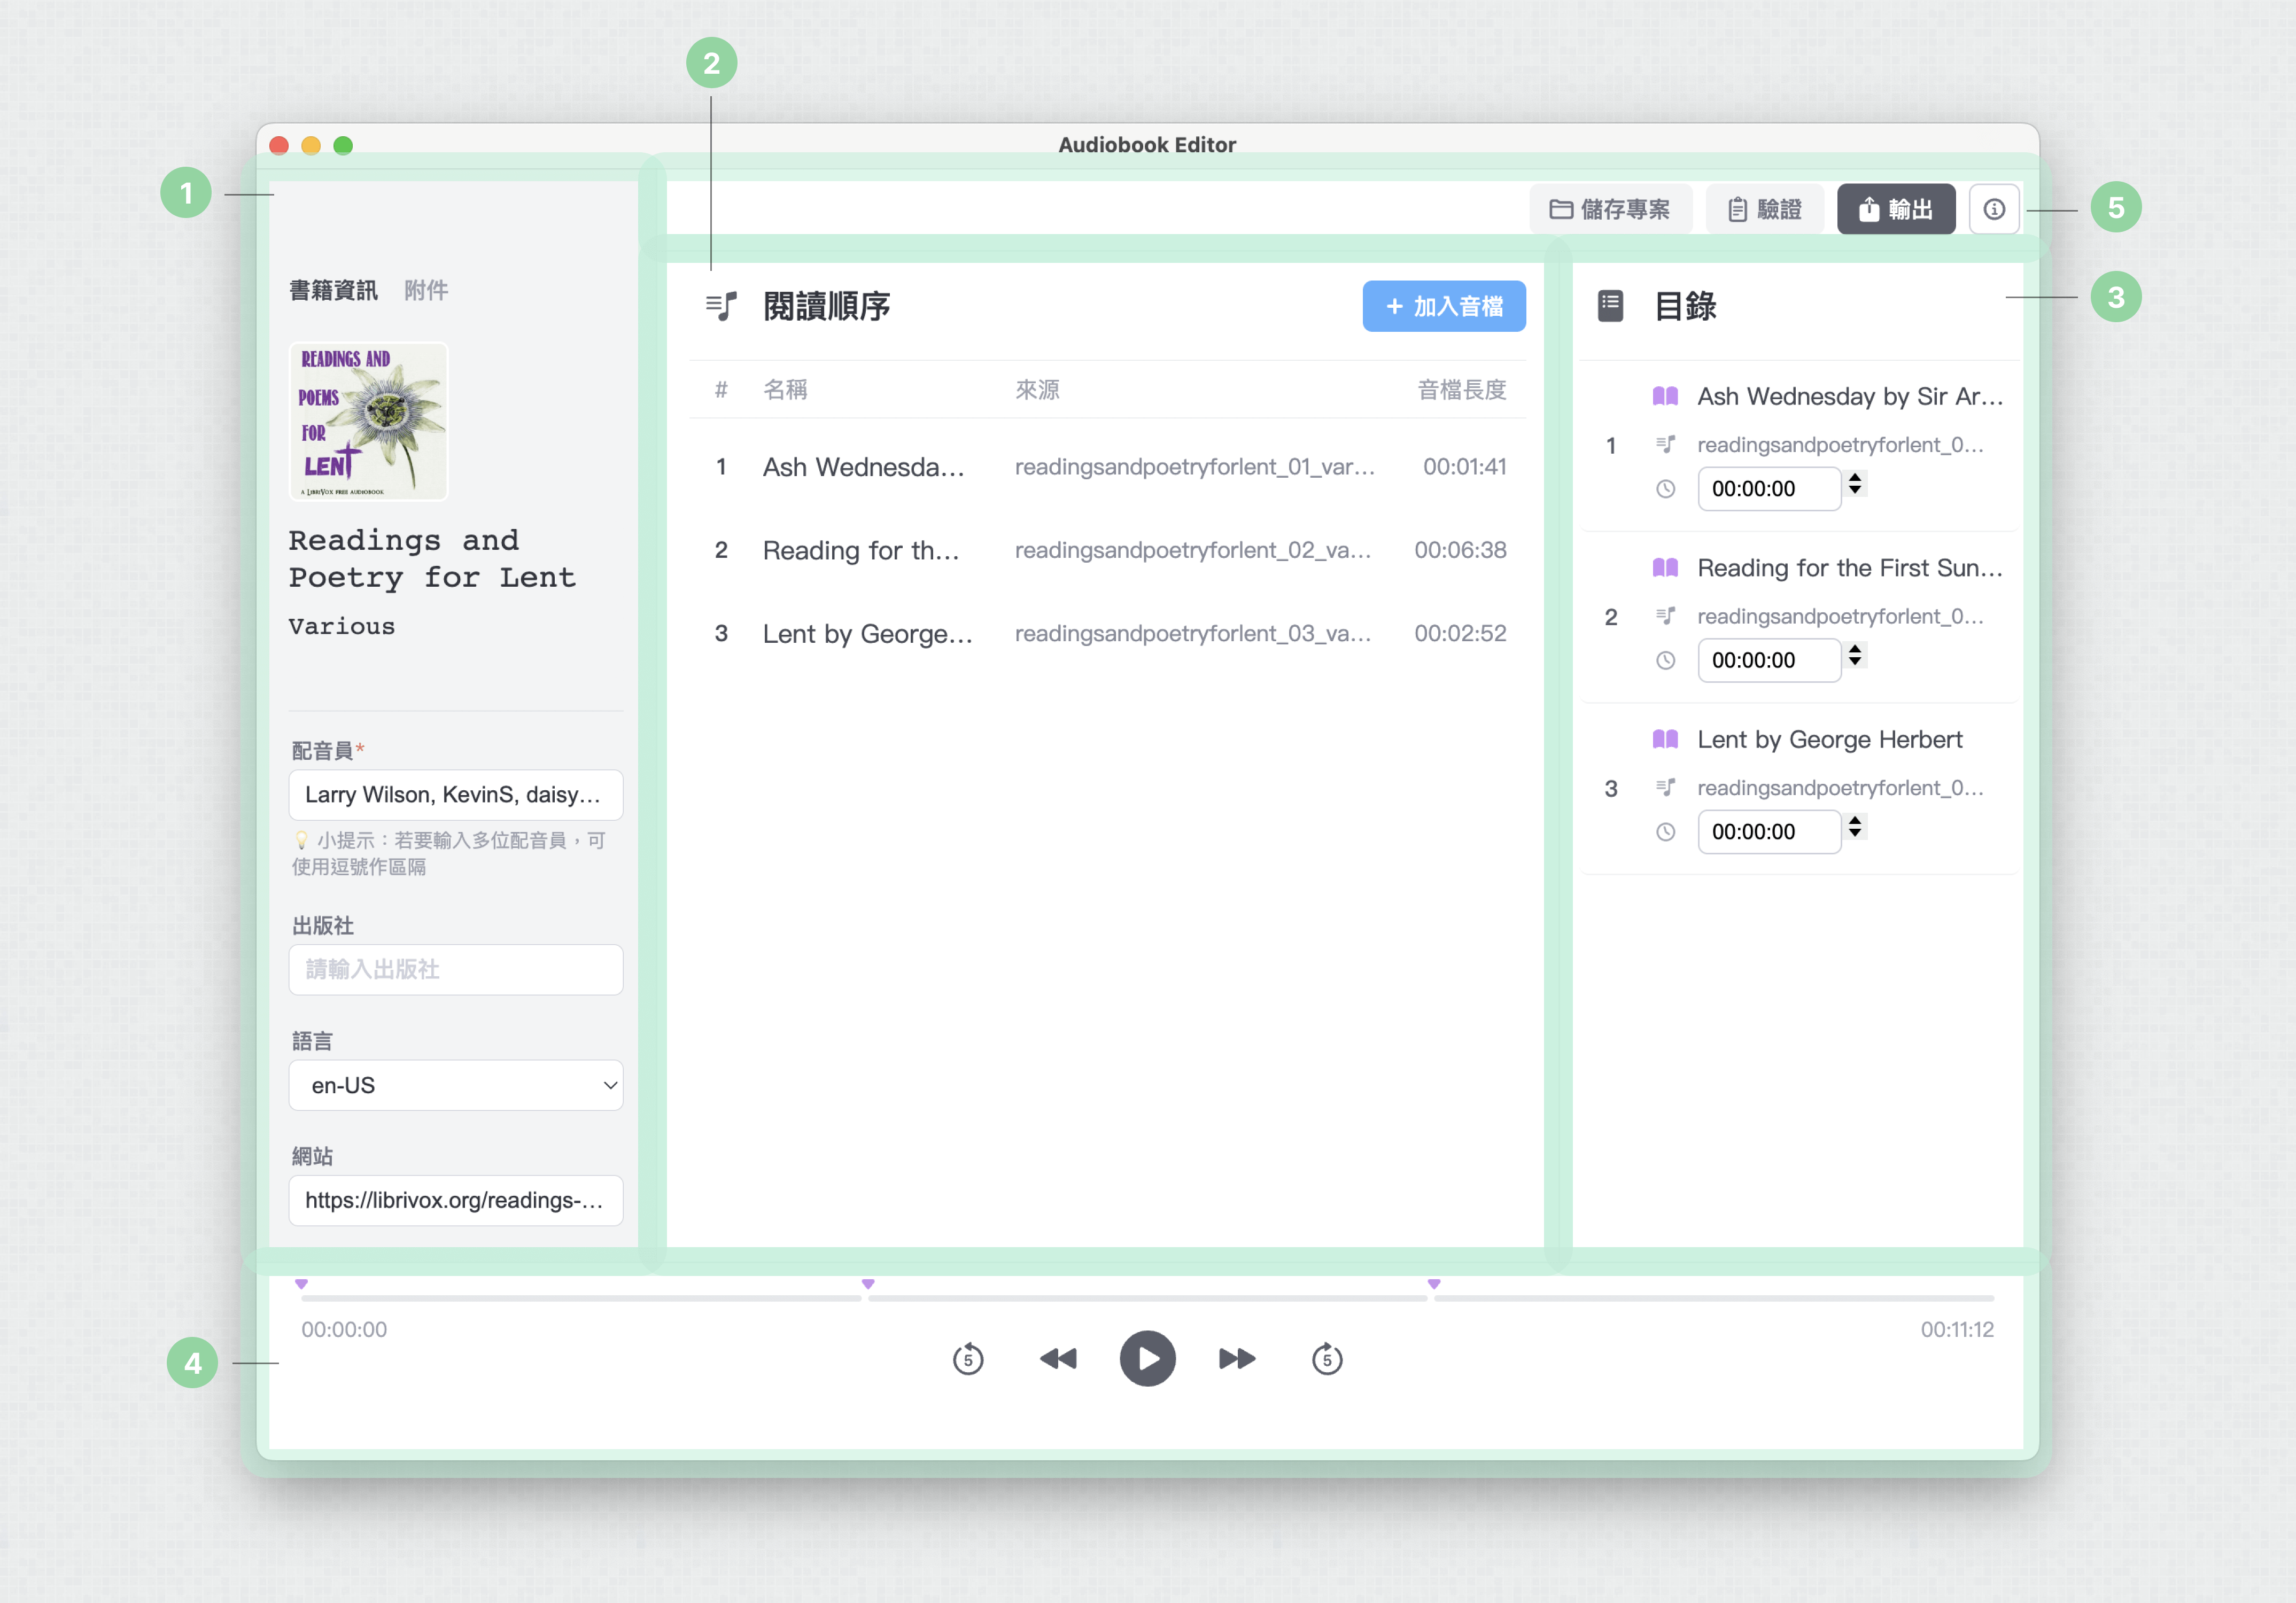 2
Audiobook Editor
1
儲存專案
驗證
輸出
5
書籍資訊
附件
READINGS AND
POEMS
FOR
LENT
A LIBRIVOX FREE AUDIOBOOK
Readings and
Poetry for Lent
Various
配音員*
Larry Wilson, KevinS, daisy...
💡 小提示：若要輸入多位配音員，可
使用逗號作區隔
出版社
請輸入出版社
語言
en-US
網站
https://librivox.org/readings-...
閱讀順序
+ 加入音檔
# 名稱 來源 音檔長度
1 Ash Wednesda... readingsandpoetryforlent_01_var... 00:01:41
2 Reading for th... readingsandpoetryforlent_02_va... 00:06:38
3 Lent by George... readingsandpoetryforlent_03_va... 00:02:52
目錄
3
Ash Wednesday by Sir Ar...
1 readingsandpoetryforlent_0...
00:00:00
Reading for the First Sun...
2 readingsandpoetryforlent_0...
00:00:00
Lent by George Herbert
3 readingsandpoetryforlent_0...
00:00:00
00:00:00
00:11:12
4
5
5